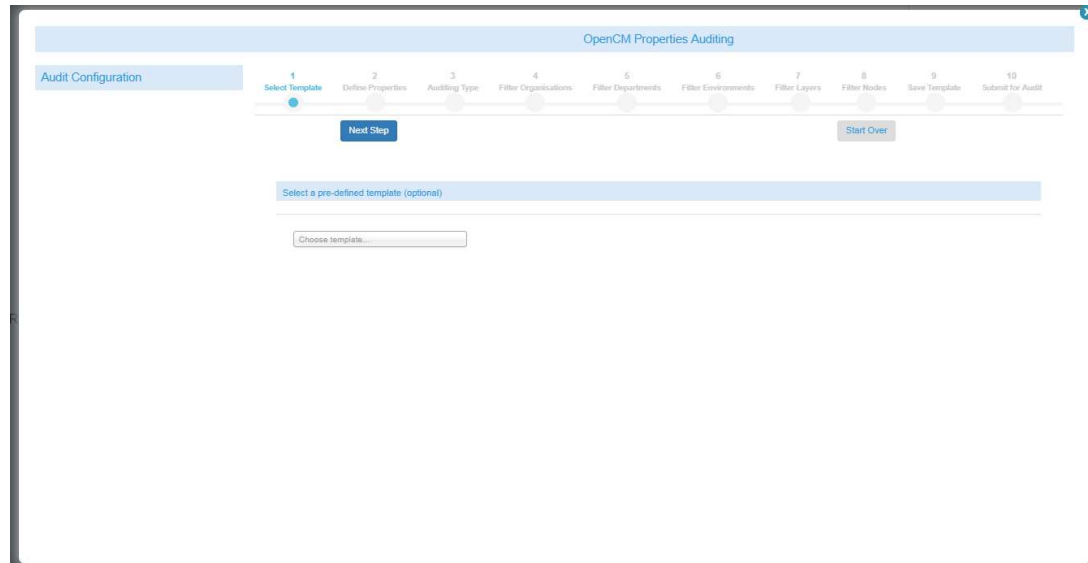 OpenCM Properties Auditing
Audit Configuration
1 2 3 4 5 6 7 8 9 10
Select Template Define Properties Auditing Type Filter Organisations Filter Departments Filter Environments Filter Layers Filter Nodes Save Template Submit for Audit
Next Step Start Over
Select a pre-defined template (optional)
Choose template....
R